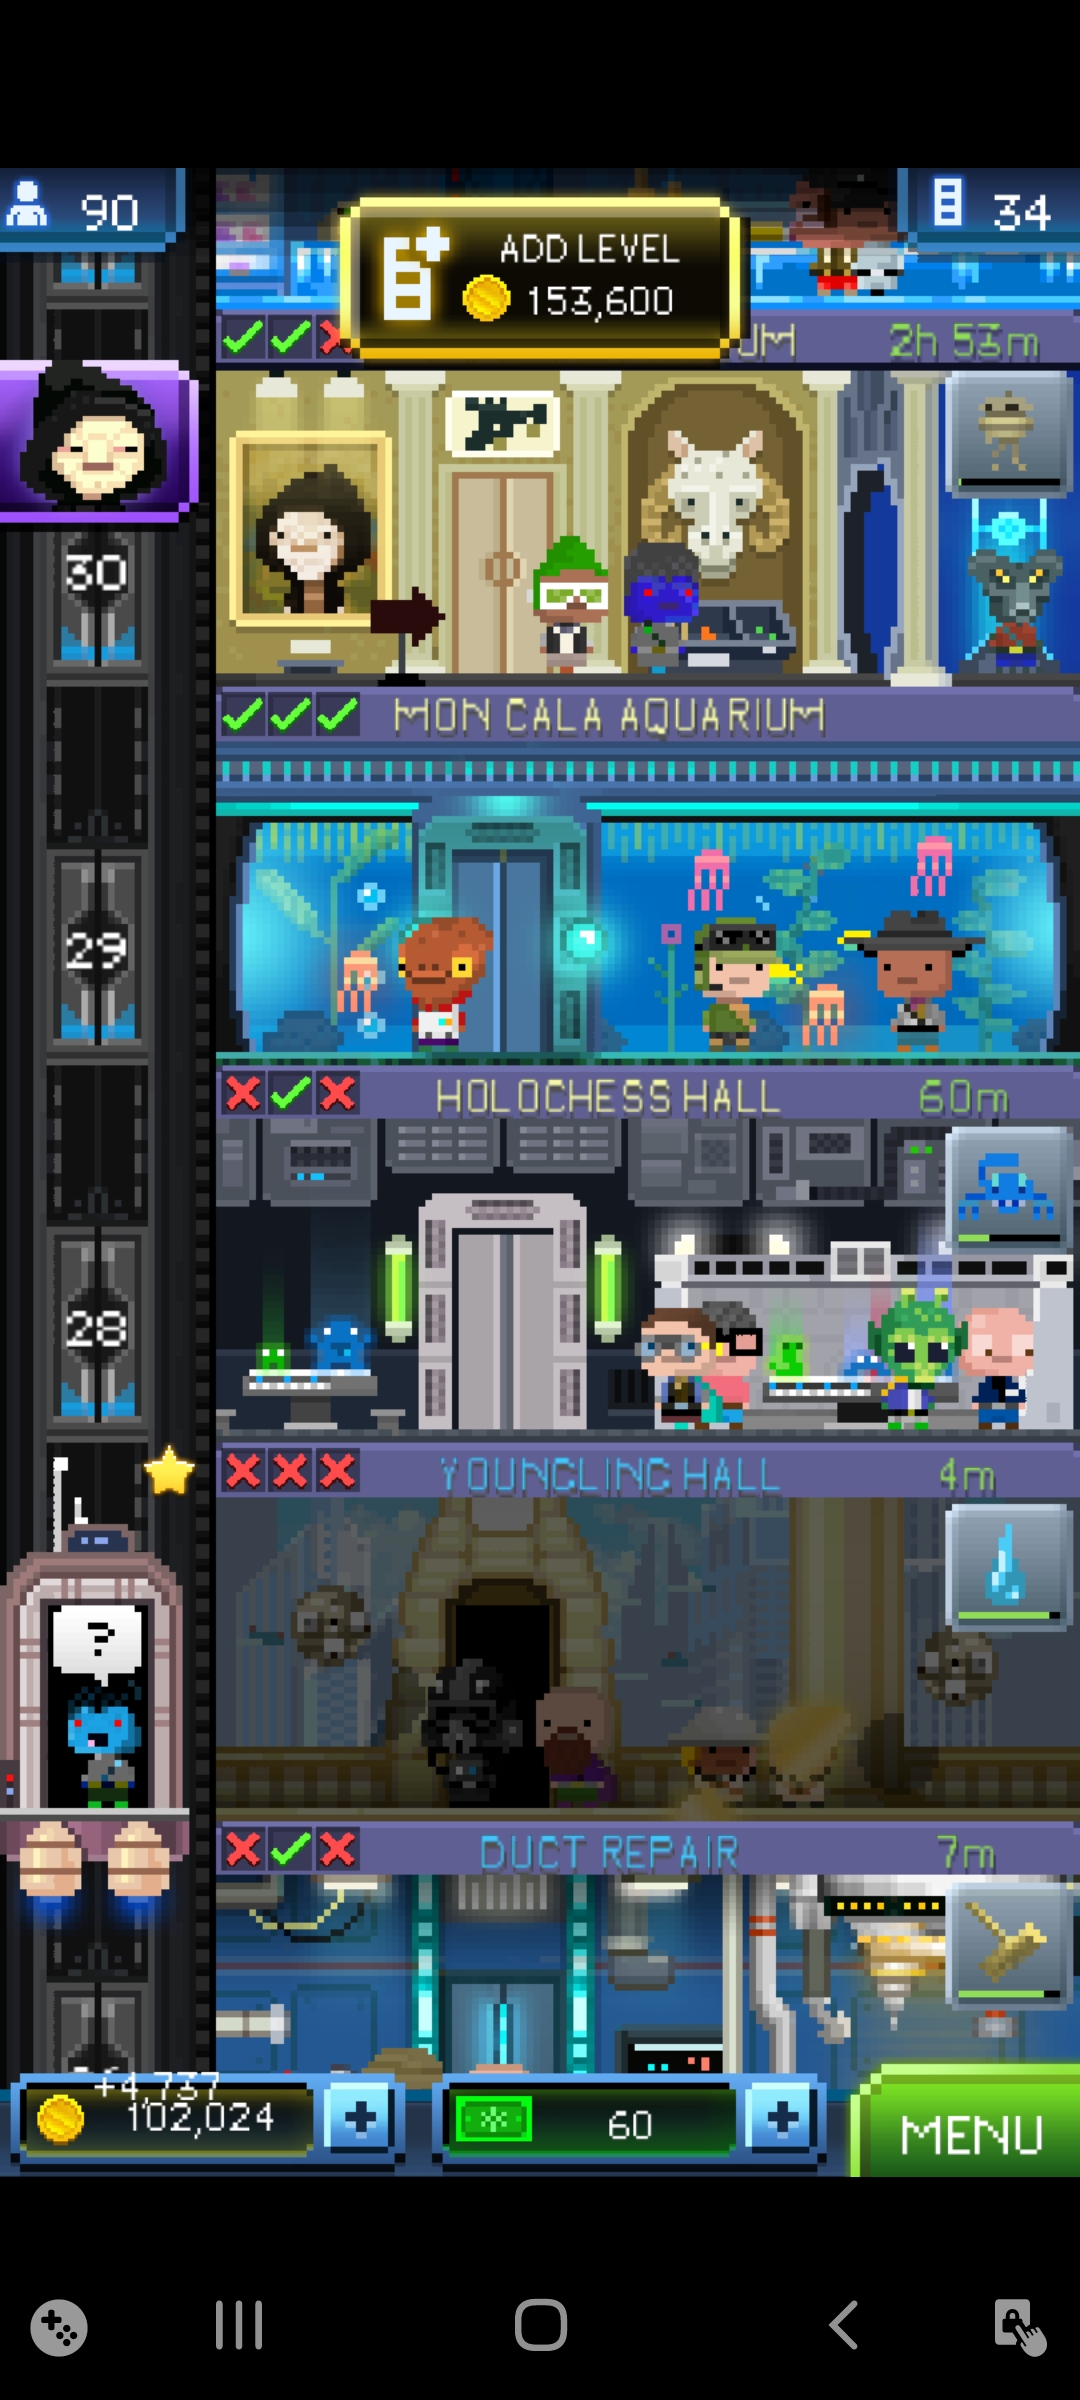 90
ADD LEVEL
153,600
34
UM 2h 53m
30
MON CALA AQUARIUM
29
HOLOCHESS HALL 60m
28
YOUNGLING HALL 4m
?
DUCT REPAIR 7m
+4,737
102,024
60
MENU